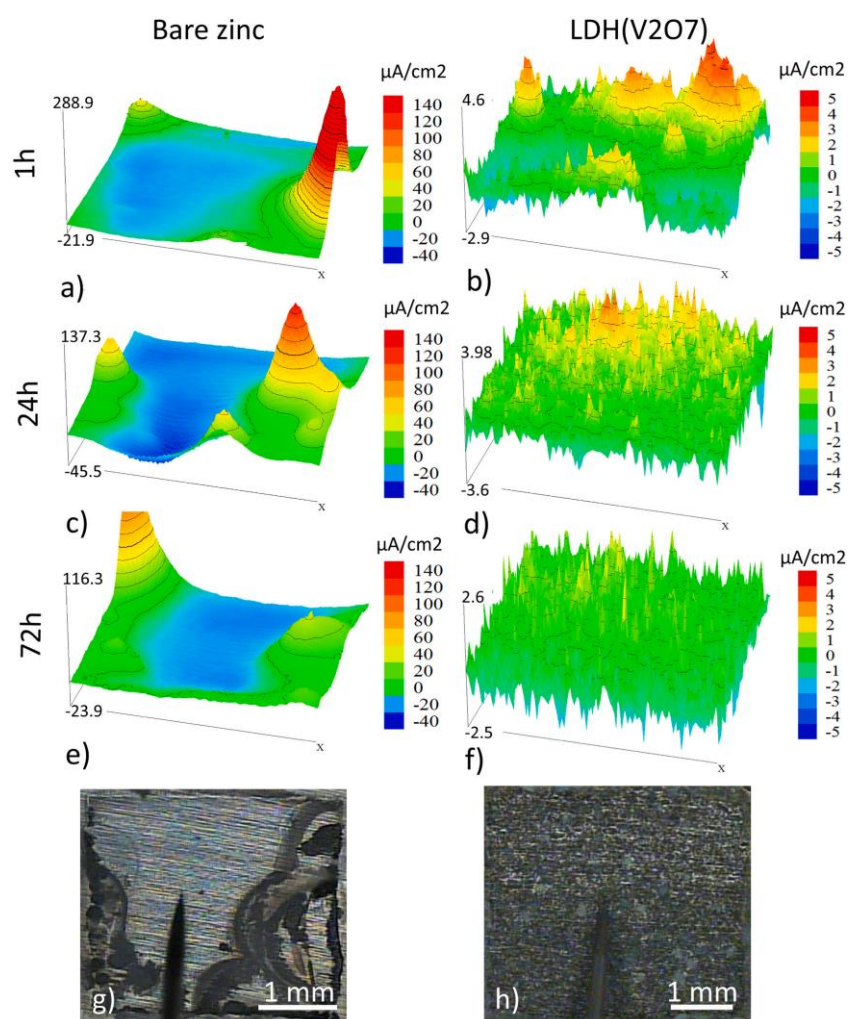 Bare zinc
LDH(V2O7)
1h
288.9
-21.9
x
µA/cm2
140
120
100
80
60
40
20
0
-20
-40
a)
4.6
-2.9
x
µA/cm2
5
4
3
2
1
0
-1
-2
-3
-4
-5
b)
24h
137.3
-45.5
x
µA/cm2
140
120
100
80
60
40
20
0
-20
-40
c)
3.98
-3.6
x
µA/cm2
5
4
3
2
1
0
-1
-2
-3
-4
-5
d)
72h
116.3
-23.9
x
µA/cm2
140
120
100
80
60
40
20
0
-20
-40
e)
2.6
-2.5
x
µA/cm2
5
4
3
2
1
0
-1
-2
-3
-4
-5
f)
g)
1 mm
h)
1 mm